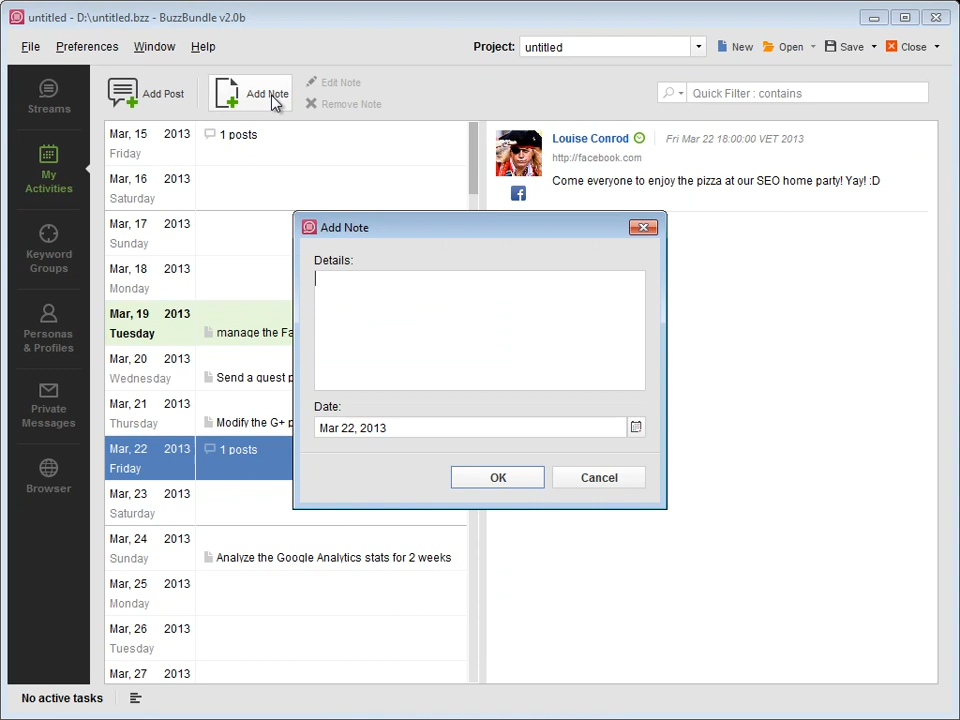 untitled - D:\untitled.bzz - BuzzBundle v2.0b
File Preferences Window Help
Project: untitled New Open Save Close
Streams
My
Activities
Keyword
Groups
Personas
& Profiles
Private
Messages
Browser
Add Post
Add Note
Edit Note
Remove Note
Quick Filter : contains
Mar, 15 2013
Friday
1 posts
Mar, 16 2013
Saturday
Mar, 17 2013
Sunday
Mar, 18 2013
Monday
Mar, 19 2013
Tuesday
manage the Fa
Mar, 20 2013
Wednesday
Send a guest p
Mar, 21 2013
Thursday
Modify the G+ p
Mar, 22 2013
Friday
1 posts
Mar, 23 2013
Saturday
Mar, 24 2013
Sunday
Analyze the Google Analytics stats for 2 weeks
Mar, 25 2013
Monday
Mar, 26 2013
Tuesday
Mar, 27 2013
Louise Conrod Fri Mar 22 18:00:00 VET 2013
http://facebook.com
Come everyone to enjoy the pizza at our SEO home party! Yay! :D
Add Note
Details:
Date:
Mar 22, 2013
OK Cancel
No active tasks